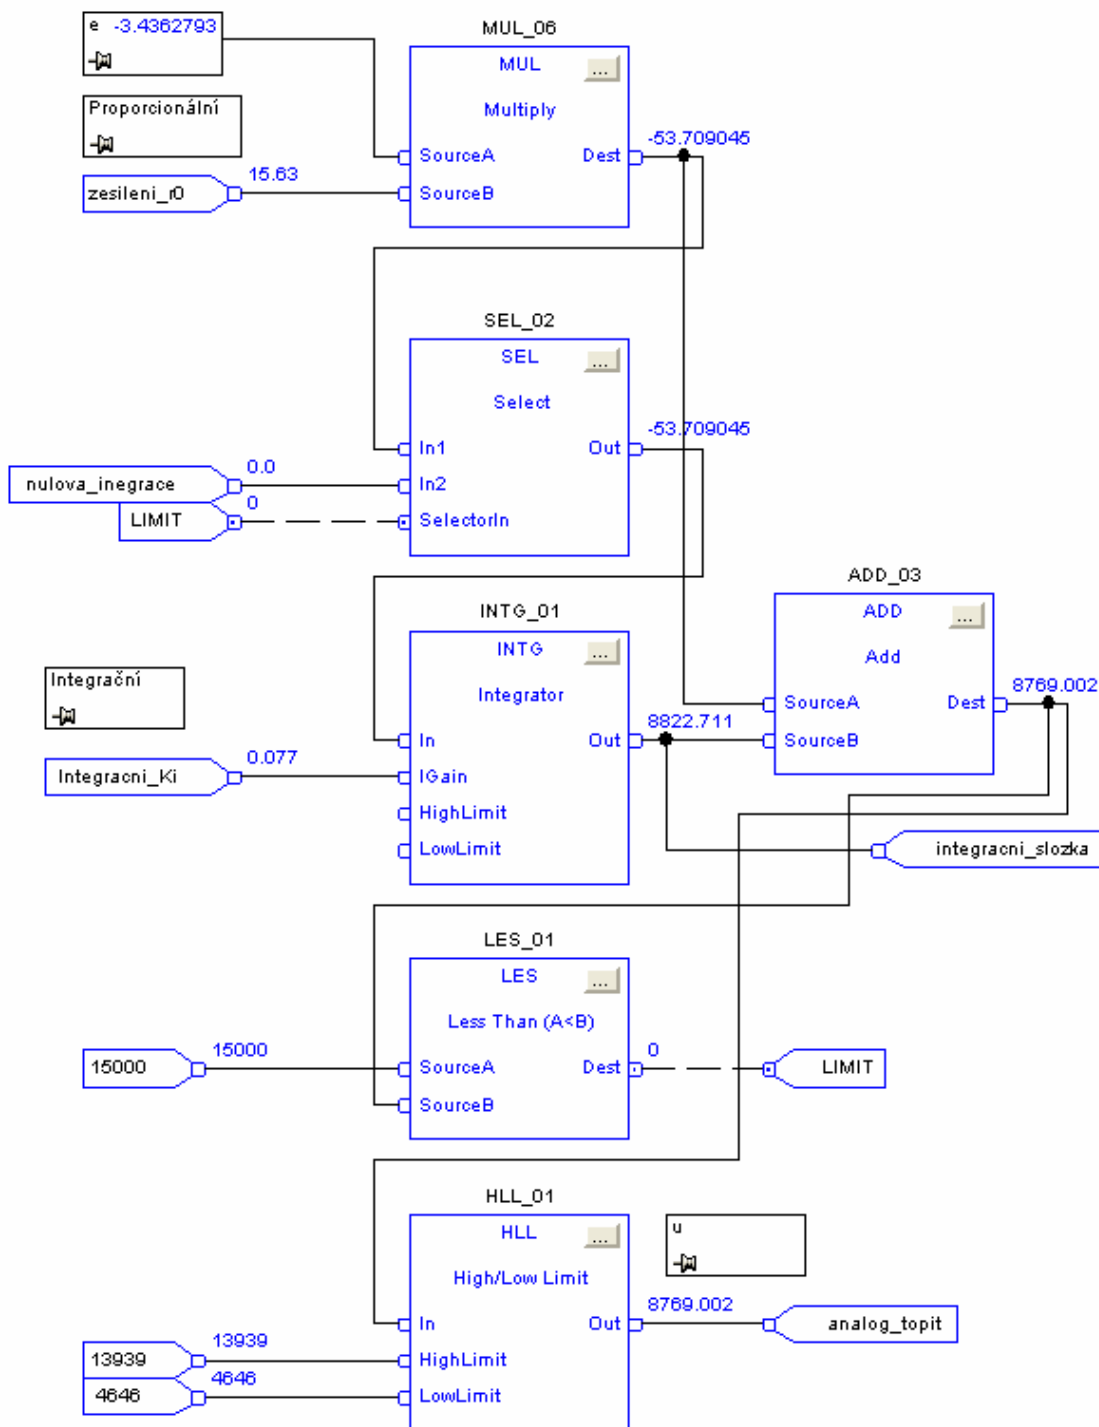 e -3.4362793
MUL_06
MUL
...
Multiply
Proporcionální
SourceA
Dest
-53.709045
zesileni_r0
15.63
SourceB
SEL_02
SEL
...
Select
In1
Out
-53.709045
nulova_inegrace
0.0
In2
LIMIT
0
SelectorIn
ADD_03
ADD
...
Add
INTG_01
INTG
...
Integrator
Integrační
SourceA
Dest
8769.002
In
Out
8822.711
SourceB
Integracni_Ki
0.077
IGain
HighLimit
LowLimit
integracni_slozka
LES_01
LES
...
Less Than (A<B)
15000
15000
SourceA
Dest
0
LIMIT
SourceB
HLL_01
HLL
...
u
High/Low Limit
In
Out
8769.002
analog_topit
13939
13939
HighLimit
4646
4646
LowLimit